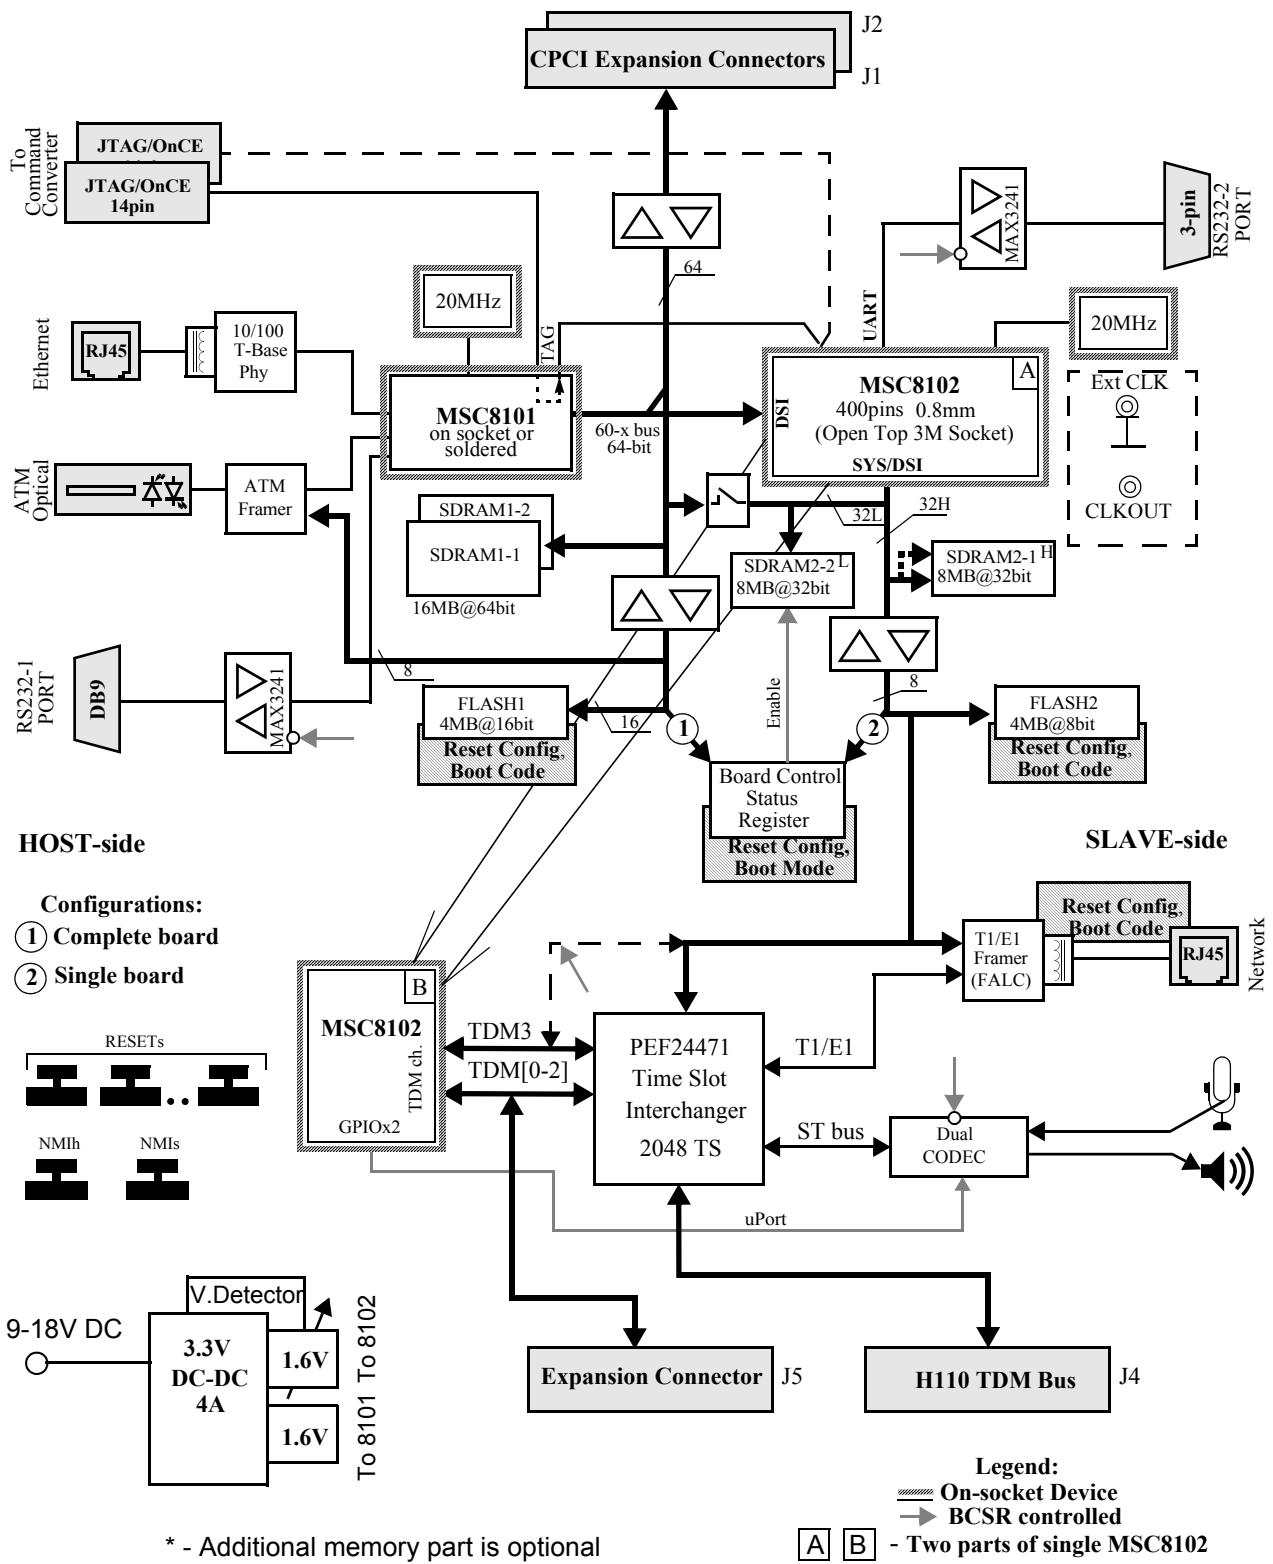 J2
CPCI Expansion Connectors
J1
To
Command
Converter
JTAG/OnCE
JTAG/OnCE
14pin
MAX3241
3-pin
RS232-2
PORT
64
20MHz
UART
20MHz
Ethernet
RJ45
10/100
T-Base
Phy
TAG
MSC8101
on socket or
soldered
60-x bus
64-bit
DSI
A
MSC8102
400pins 0.8mm
(Open Top 3M Socket)
SYS/DSI
Ext CLK
CLKOUT
ATM
Optical
ATM
Framer
SDRAM1-2
SDRAM1-1
16MB@64bit
32L
32H
SDRAM2-2 L
8MB@32bit
SDRAM2-1 H
8MB@32bit
RS232-1
PORT
DB9
MAX3241
8
FLASH1
4MB@16bit
Reset Config,
Boot Code
16
1
Enable
2
8
FLASH2
4MB@8bit
Reset Config,
Boot Code
Board Control
Status
Register
Reset Config,
Boot Mode
HOST-side
SLAVE-side
Configurations:
1 Complete board
2 Single board
Reset Config,
Boot Code
T1/E1
Framer
(FALC)
RJ45
Network
B
MSC8102
TDM ch.
GPIOx2
TDM3
TDM[0-2]
PEF24471
Time Slot
Interchanger
2048 TS
T1/E1
ST bus
Dual
CODEC
uPort
RESETs
NMIh
NMIs
V.Detector
9-18V DC
3.3V
DC-DC
4A
1.6V
1.6V
To 8101 To 8102
Expansion Connector
J5
H110 TDM Bus
J4
Legend:
On-socket Device
BCSR controlled
A B - Two parts of single MSC8102
* - Additional memory part is optional